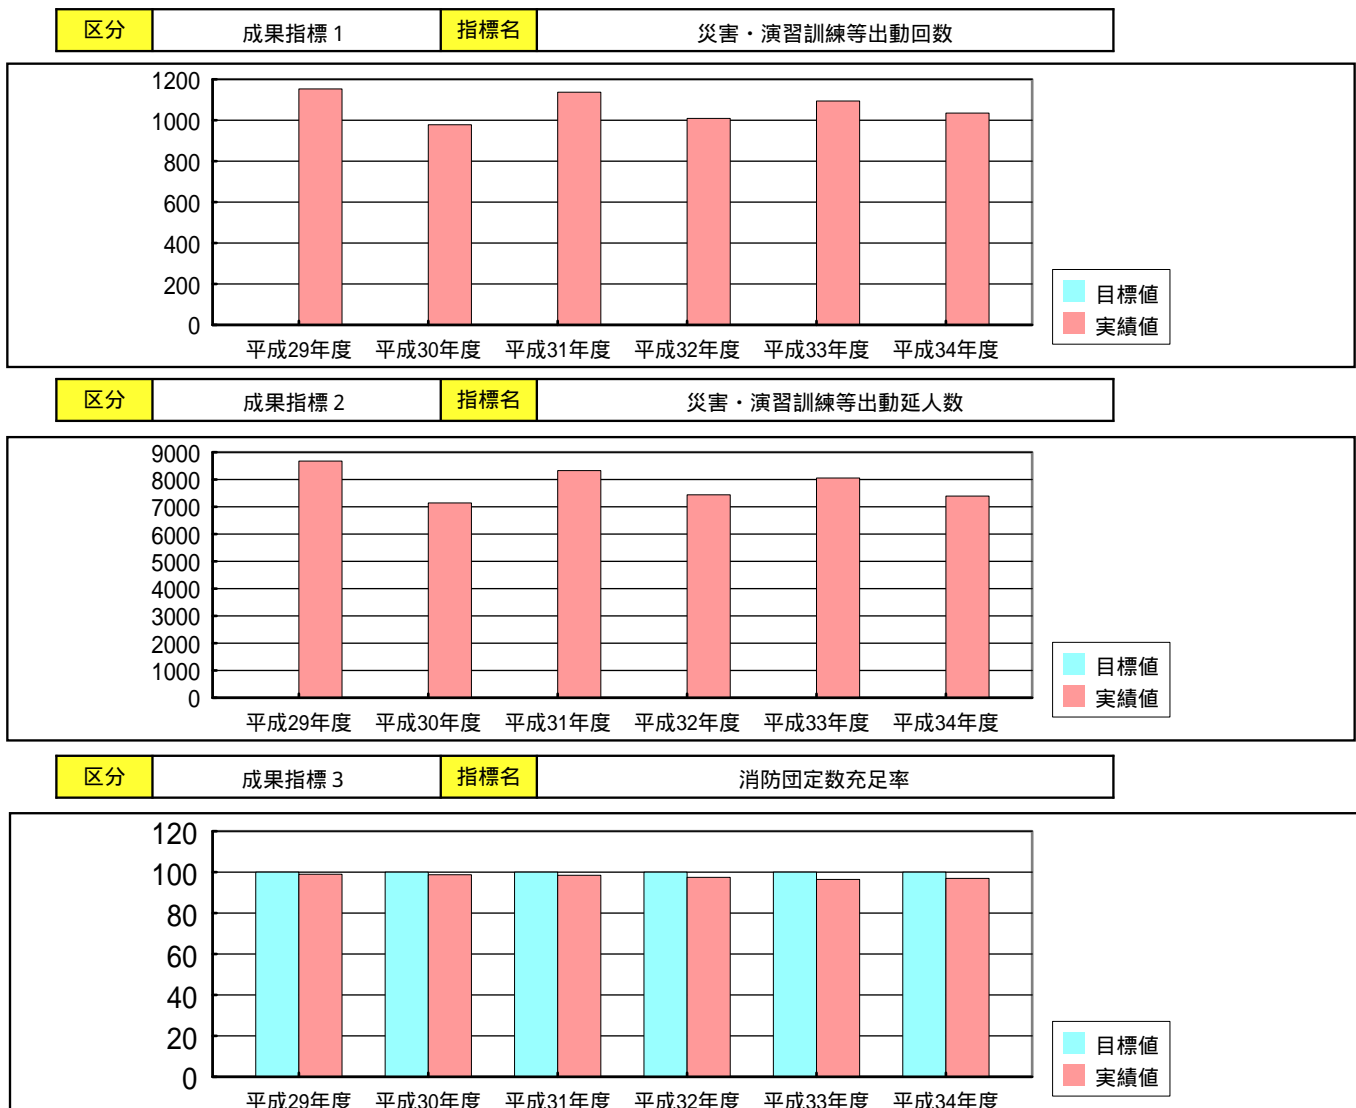 区分 成果指標１ 指標名 災害・演習訓練等出動回数
1200
1000
800
600
400
200
0
平成29年度 平成30年度 平成31年度 平成32年度 平成33年度 平成34年度
目標値
実績値
区分 成果指標２ 指標名 災害・演習訓練等出動延人数
9000
8000
7000
6000
5000
4000
3000
2000
1000
0
平成29年度 平成30年度 平成31年度 平成32年度 平成33年度 平成34年度
目標値
実績値
区分 成果指標３ 指標名 消防団定数充足率
120
100
80
60
40
20
0
平成29年度 平成30年度 平成31年度 平成32年度 平成33年度 平成34年度
目標値
実績値